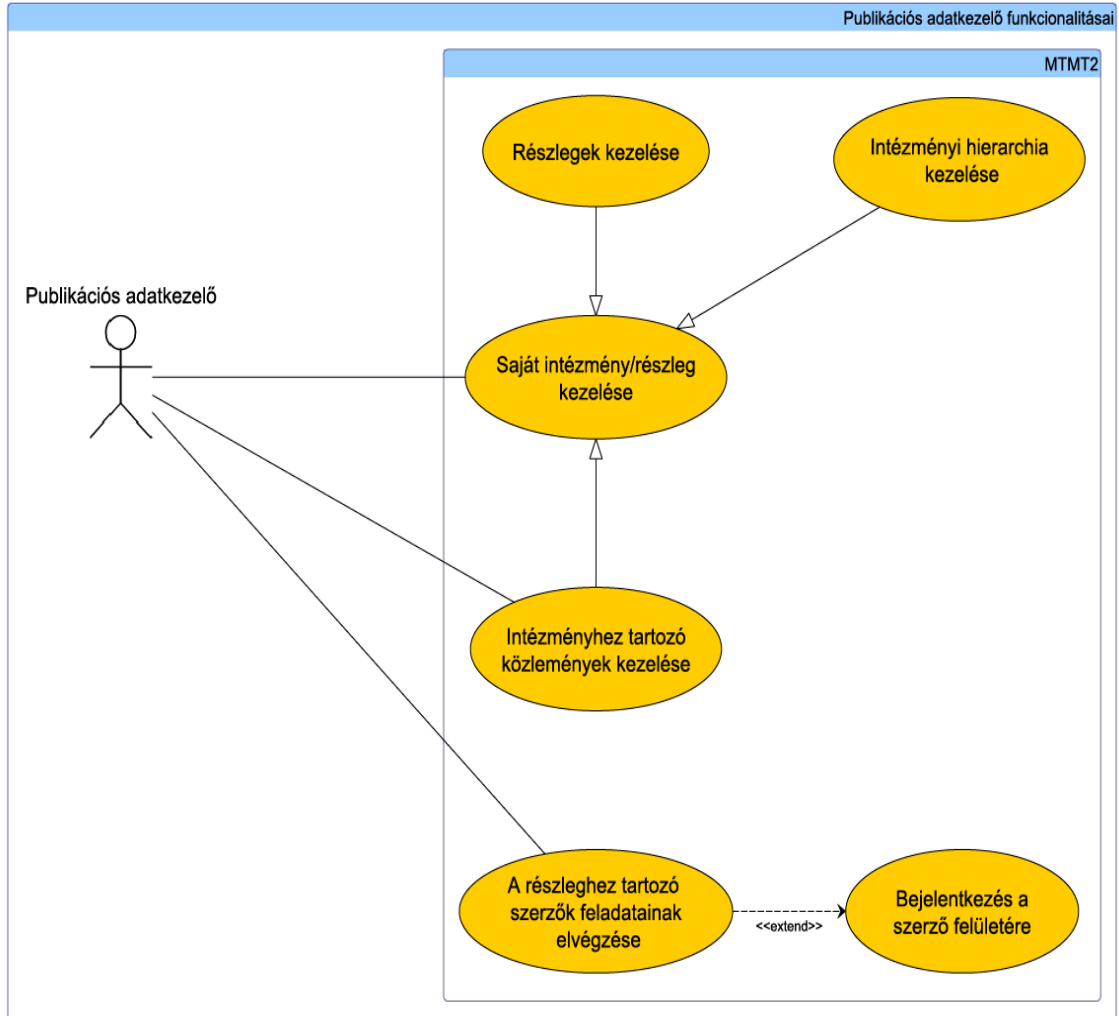 Publikációs adatkezelő funkcionalitásai
MTMT2
Részlegek kezelése
Intézményi hierarchia
kezelése
Publikációs adatkezelő
Saját intézmény/részleg
kezelése
Intézményhez tartozó
közlemények kezelése
A részleghez tartozó
szerzők feladatainak
elvégzése
<<extend>>
Bejelentkezés a
szerző felületére